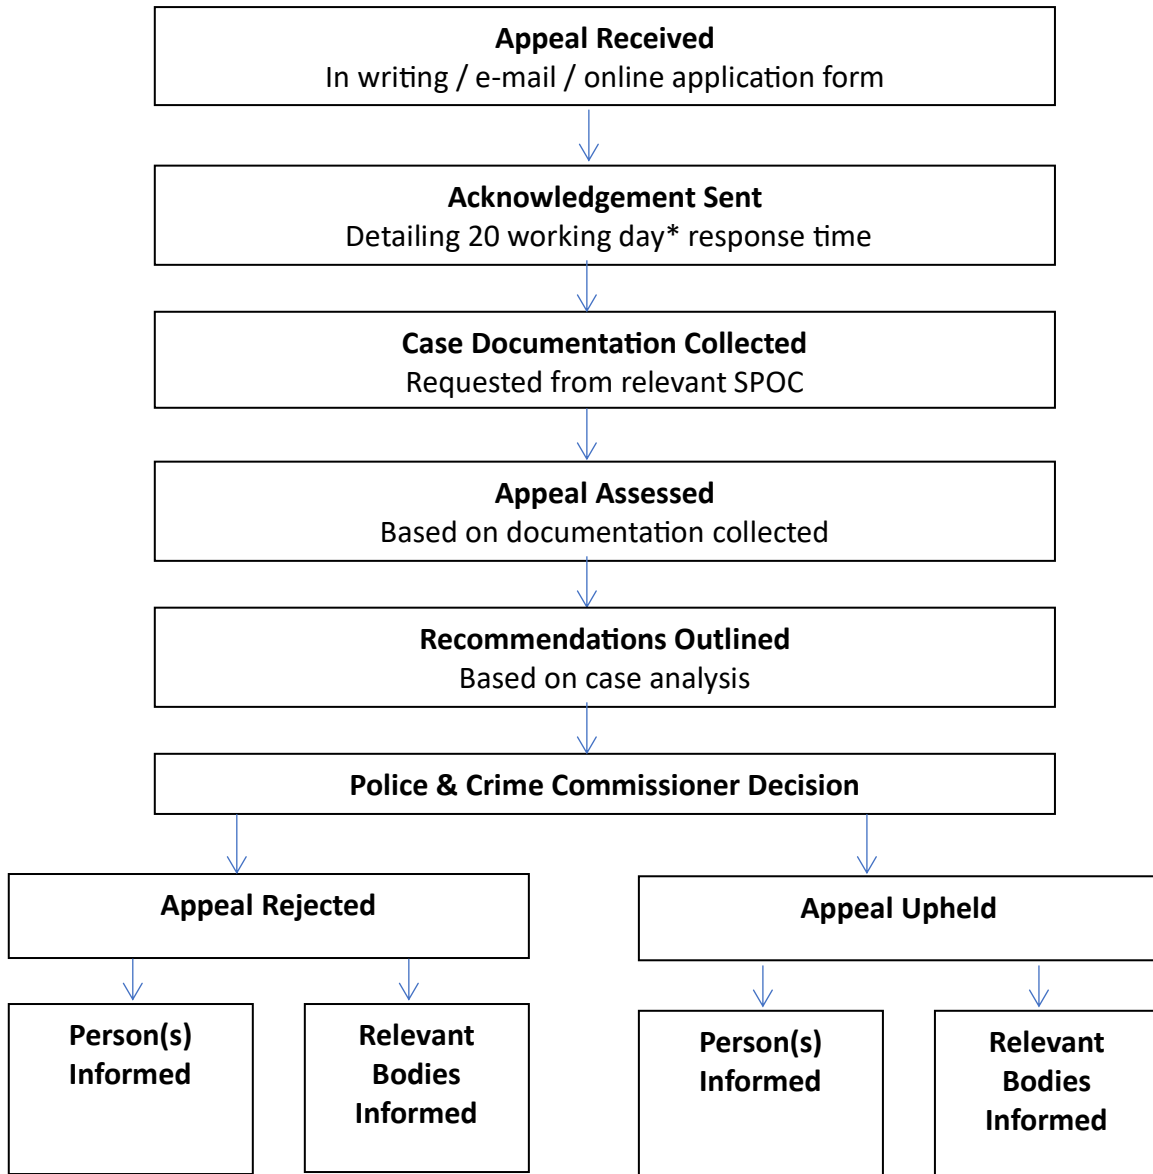 Appeal Received
In writing / e-mail / online application form
Acknowledgement Sent
Detailing 20 working day* response time
Case Documentation Collected
Requested from relevant SPOC
Appeal Assessed
Based on documentation collected
Recommendations Outlined
Based on case analysis
Police & Crime Commissioner Decision
Appeal Rejected
Appeal Upheld
Person(s)
Informed
Relevant
Bodies
Informed
Person(s)
Informed
Relevant
Bodies
Informed